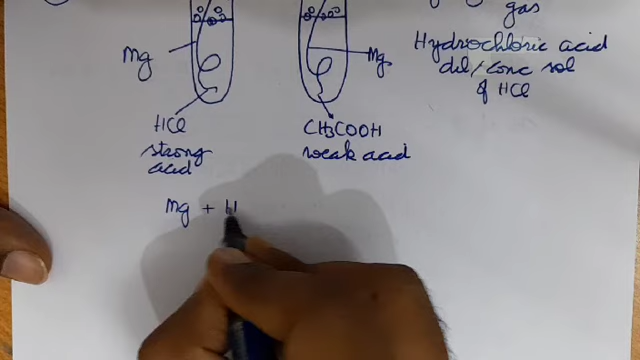 gas
Hydrochloric acid
dil/conc sol
of HCl
Mg
Mg
HCl
strong
acid
CH3COOH
weak acid
Mg + H